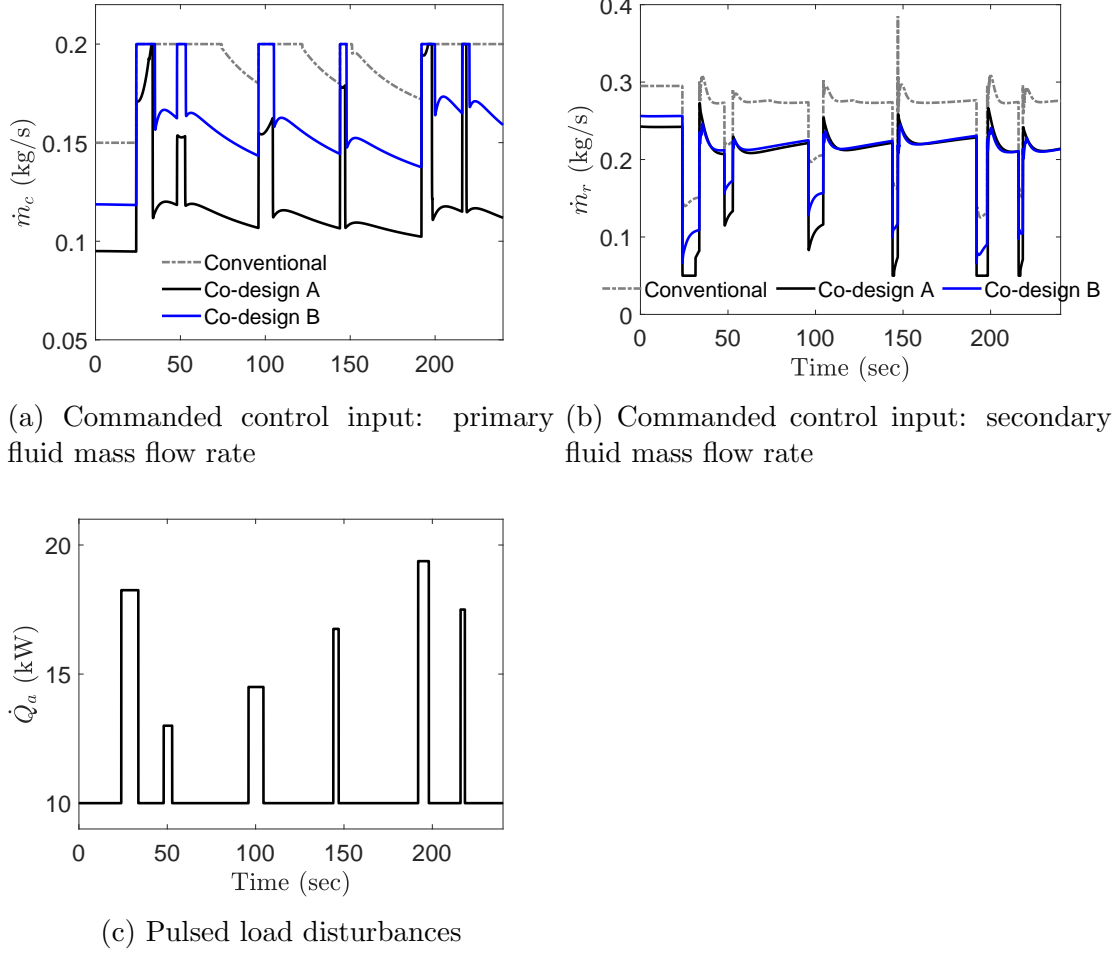 0.2
0.15
0.1
0.05
ṁ_c (kg/s)
Conventional
Co-design A
Co-design B
0 50 100 150 200
0.4
0.3
0.2
0.1
0
ṁ_r (kg/s)
Conventional Co-design A Co-design B
0 50 100 150 200
Time (sec)
(a) Commanded control input: primary
fluid mass flow rate
(b) Commanded control input: secondary
fluid mass flow rate
20
15
10
Q̇_a (kW)
0 50 100 150 200
Time (sec)
(c) Pulsed load disturbances